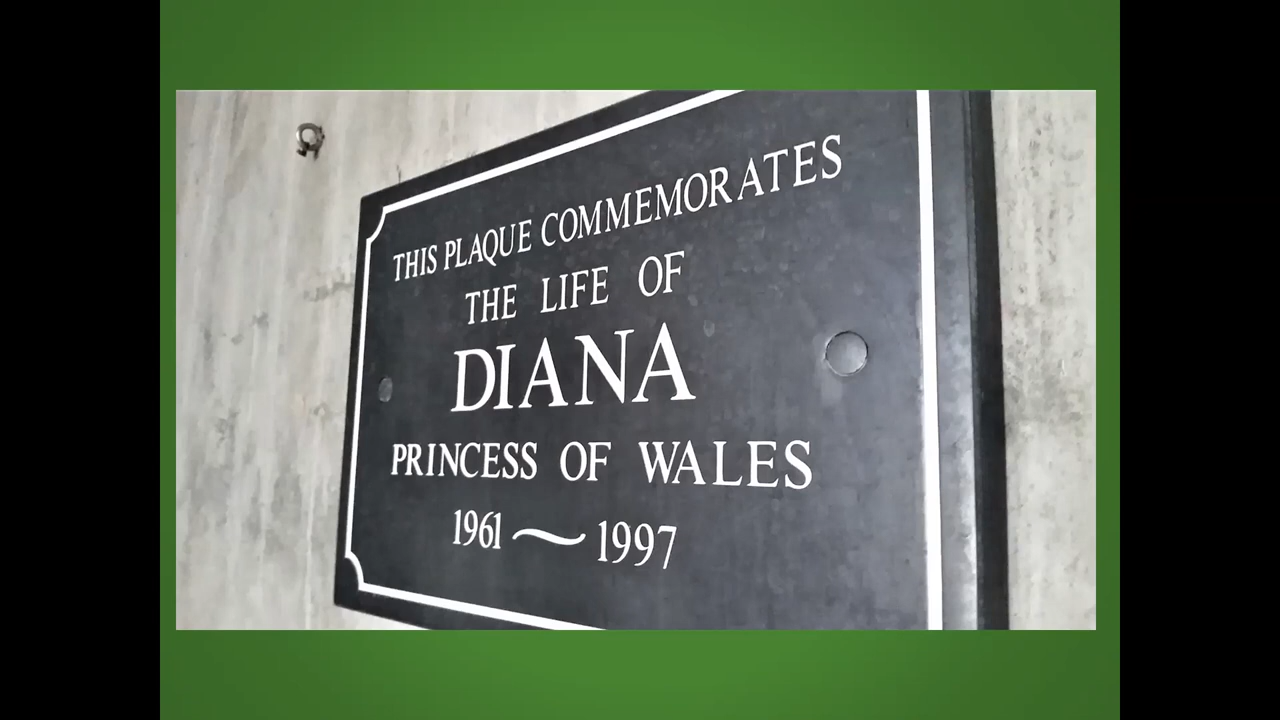 THIS PLAQUE COMMEMORATES
THE LIFE OF
DIANA
PRINCESS OF WALES
1961 ~ 1997